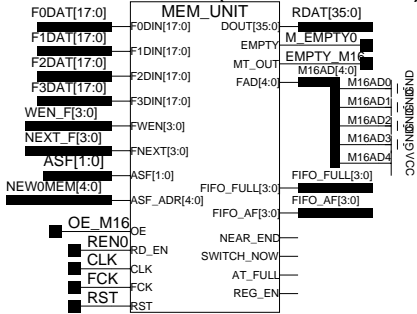 MEM_UNIT
F0DAT[17:0]
F0DIN[17:0]
F1DAT[17:0]
F1DIN[17:0]
F2DAT[17:0]
F2DIN[17:0]
F3DAT[17:0]
F3DIN[17:0]
WEN_F[3:0]
FWEN[3:0]
NEXT_F[3:0]
FNEXT[3:0]
ASF[1:0]
ASF[1:0]
NEW0MEM[4:0]
ASF_ADR[4:0]
OE_M16
OE
REN0
RD_EN
CLK
CLK
FCK
FCK
RST
RST
RDAT[35:0]
DOUT[35:0]
M_EMPTY0
EMPTY
EMPTY_M16
MT_OUT
M16AD[4:0]
FAD[4:0]
M16AD0
M16AD1
M16AD2
M16AD3
M16AD4
GND
VCC
FIFO_FULL[3:0]
FIFO_FULL[3:0]
FIFO_AF[3:0]
FIFO_AF[3:0]
NEAR_END
SWITCH_NOW
AT_FULL
REG_EN